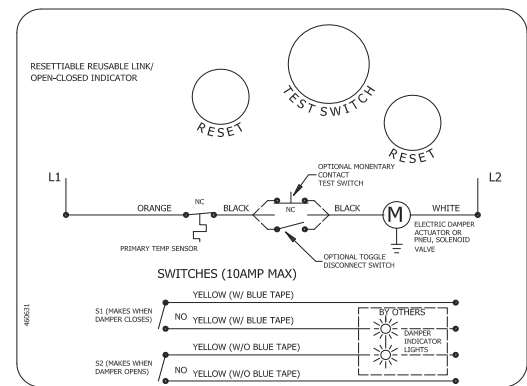 RESETTIABLE REUSABLE LINK/
OPEN-CLOSED INDICATOR
RESET
TEST SWITCH
RESET
L1
L2
OPTIONAL MONENTARY
CONTACT
TEST SWITCH
ORANGE
NC
BLACK
NC
BLACK
M
WHITE
PRIMARY TEMP SENSOR
OPTIONAL TOGGLE
DISCONNECT SWITCH
ELECTRIC DAMPER
ACTUATOR OR
PNEU, SOLENOID
VALVE
SWITCHES (10AMP MAX)
YELLOW (W/ BLUE TAPE)
S1 (MAKES WHEN
DAMPER CLOSES)
NO
YELLOW (W/ BLUE TAPE)
BY OTHERS
DAMPER
INDICATOR
LIGHTS
YELLOW (W/O BLUE TAPE)
S2 (MAKES WHEN
DAMPER OPENS)
NO
YELLOW (W/O BLUE TAPE)
460631